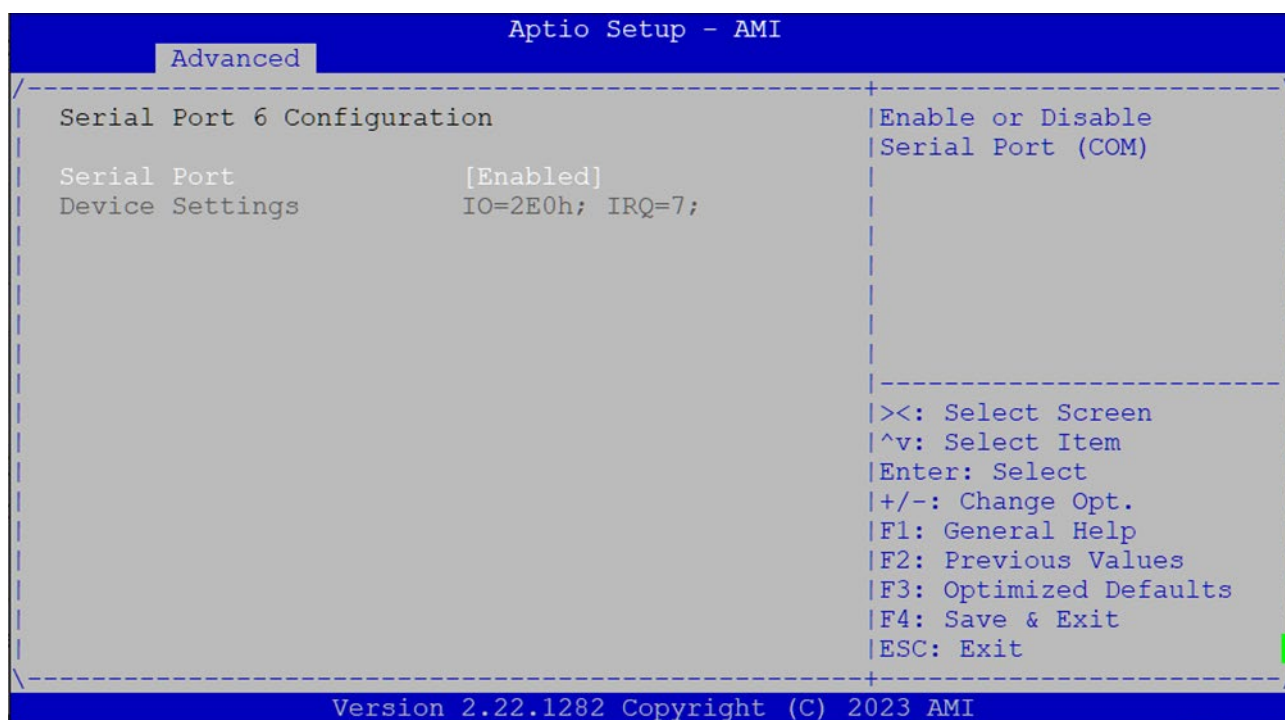 Aptio Setup - AMI
Advanced
Serial Port 6 Configuration
Serial Port [Enabled]
Device Settings IO=2E0h; IRQ=7;
Enable or Disable
Serial Port (COM)
><: Select Screen
^v: Select Item
Enter: Select
+/-: Change Opt.
F1: General Help
F2: Previous Values
F3: Optimized Defaults
F4: Save & Exit
ESC: Exit
Version 2.22.1282 Copyright (C) 2023 AMI